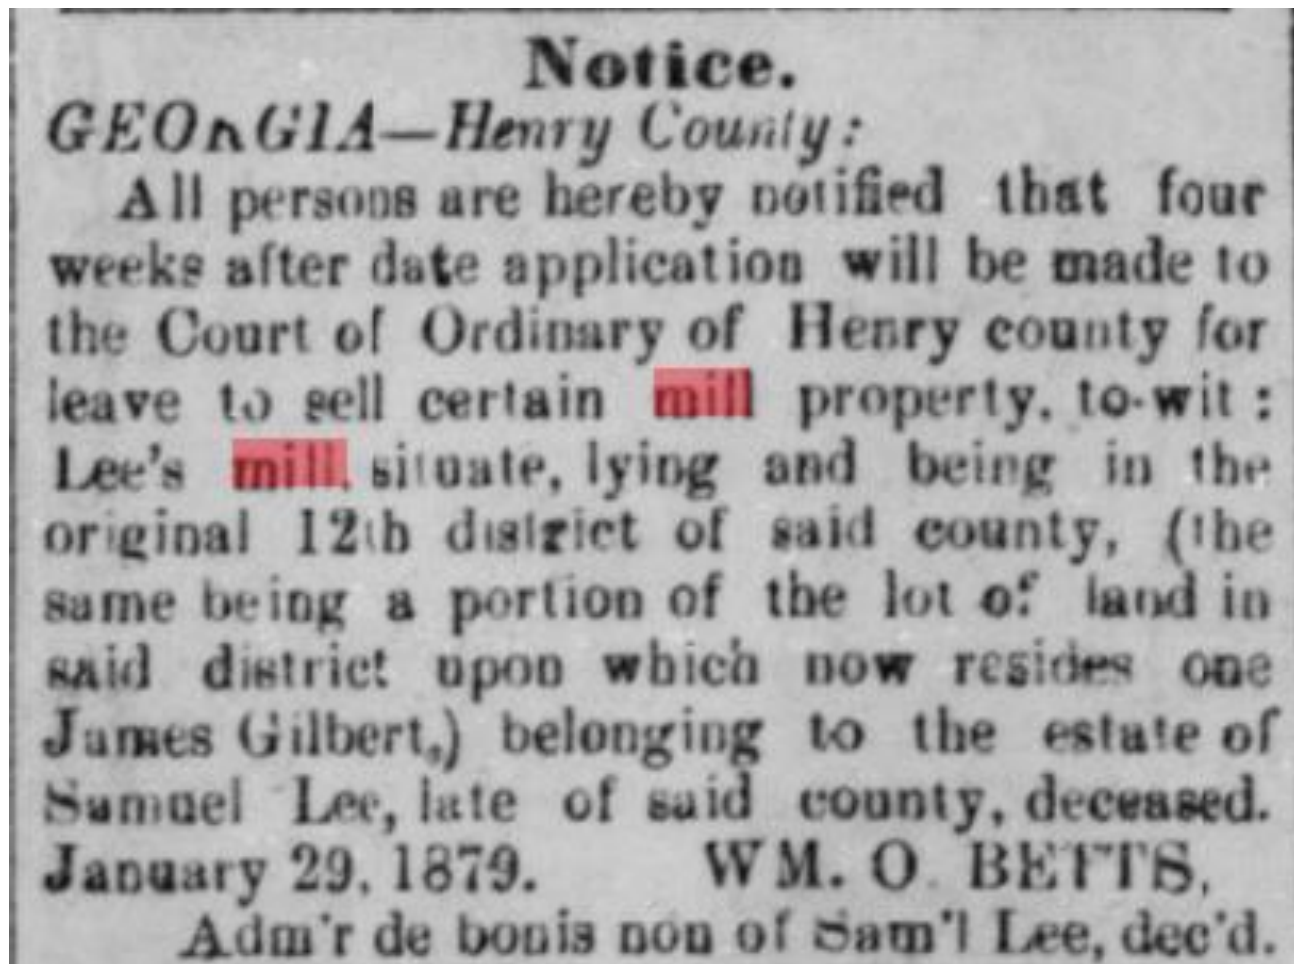 Notice.
GEORGIA—Henry County:
All persons are hereby notified that four
weeks after date application will be made to
the Court of Ordinary of Henry county for
leave to sell certain mill property, to-wit:
Lee's mill, situate, lying and being in the
original 12th district of said county, (the
same being a portion of the lot of land in
said district upon which now resides one
James Gilbert,) belonging to the estate of
Samuel Lee, late of said county, deceased.
January 29, 1879. WM. O. BETTS,
Adm'r de bonis non of Sam'l Lee, dec'd.